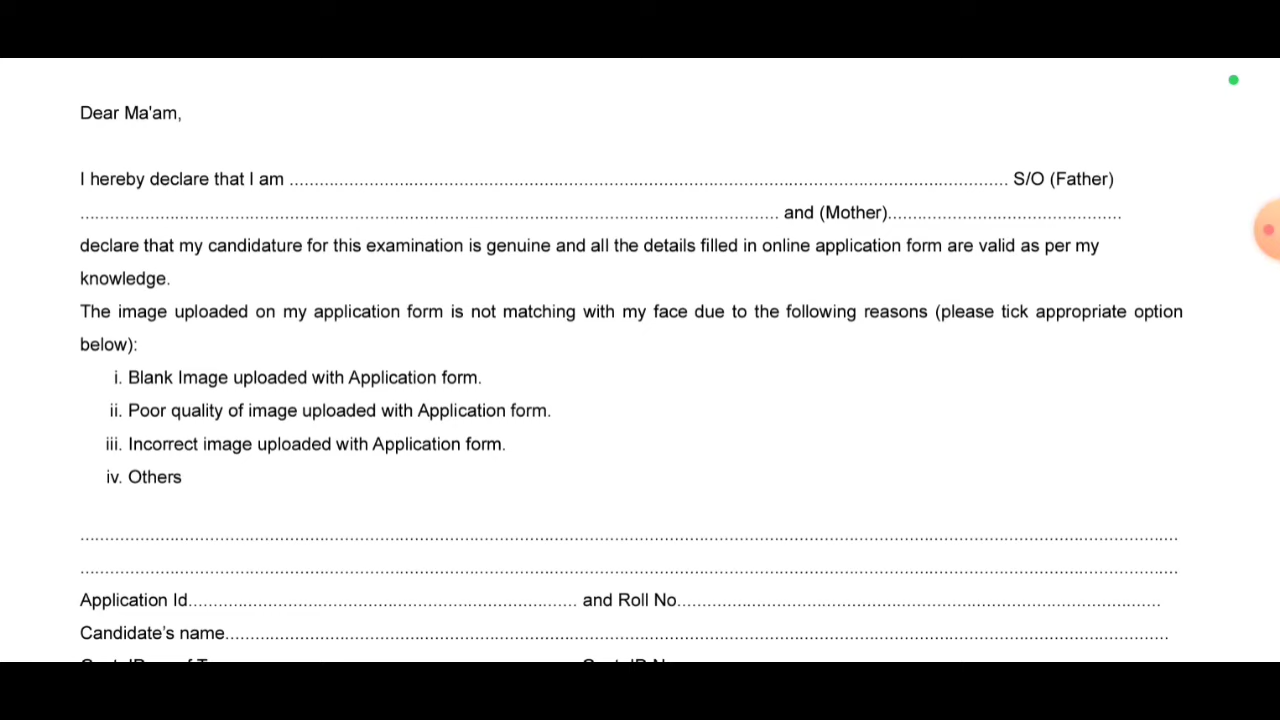 Dear Ma'am,
I hereby declare that I am ................................................................................................................................................ S/O (Father)
............................................................................................................................................ and (Mother)...............................................
declare that my candidature for this examination is genuine and all the details filled in online application form are valid as per my
knowledge.
The image uploaded on my application form is not matching with my face due to the following reasons (please tick appropriate option
below):
i. Blank Image uploaded with Application form.
ii. Poor quality of image uploaded with Application form.
iii. Incorrect image uploaded with Application form.
iv. Others
............................................................................................................................................................................................................................
............................................................................................................................................................................................................................
Application Id.............................................................................. and Roll No.................................................................................................
Candidate's name.............................................................................................................................................................................................